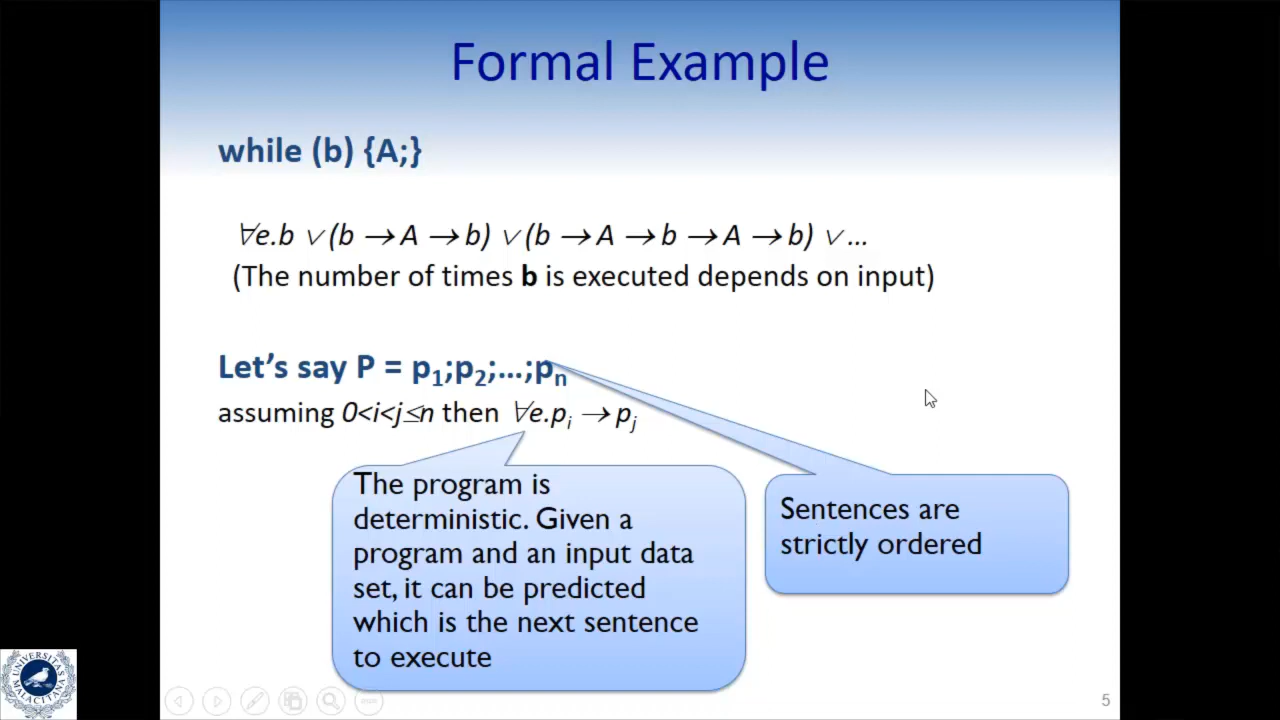 Formal Example
while (b) {A;}
∀e.b ∨ (b → A → b) ∨ (b → A → b → A → b) ∨ ...
(The number of times b is executed depends on input)
Let's say P = p1;p2;...;pn
assuming 0<i<j≤n then ∀e.pi → pj
The program is
deterministic. Given a
program and an input data
set, it can be predicted
which is the next sentence
to execute
Sentences are
strictly ordered
UNIVERSITAS
MALACITANA
5